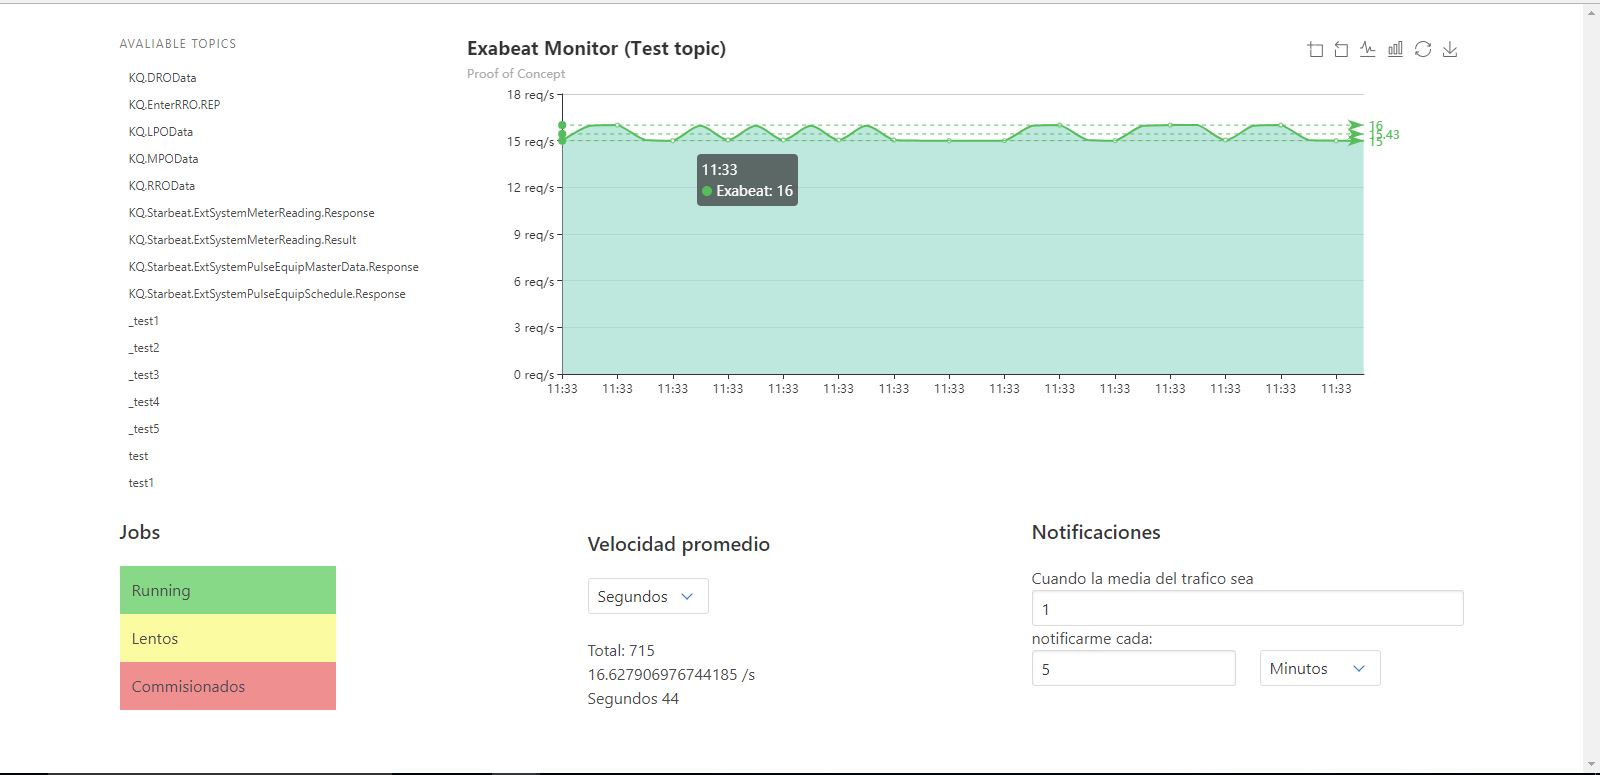 AVALIABLE TOPICS
KQ.DROData
KQ.EnterRRO.REP
KQ.LPOData
KQ.MPOData
KQ.RROData
KQ.Starbeat.ExtSystemMeterReading.Response
KQ.Starbeat.ExtSystemMeterReading.Result
KQ.Starbeat.ExtSystemPulseEquipMasterData.Response
KQ.Starbeat.ExtSystemPulseEquipSchedule.Response
_test1
_test2
_test3
_test4
_test5
test
test1
Exabeat Monitor (Test topic)
Proof of Concept
18 req/s
15 req/s
12 req/s
9 req/s
6 req/s
3 req/s
0 req/s
16
15.43
15
11:33
Exabeat: 16
11:33 11:33 11:33 11:33 11:33 11:33 11:33 11:33 11:33 11:33 11:33 11:33 11:33 11:33 11:33
Jobs
Running
Lentos
Commisionados
Velocidad promedio
Segundos
Total: 715
16.627906976744185 /s
Segundos 44
Notificaciones
Cuando la media del trafico sea
1
notificarme cada:
5 Minutos